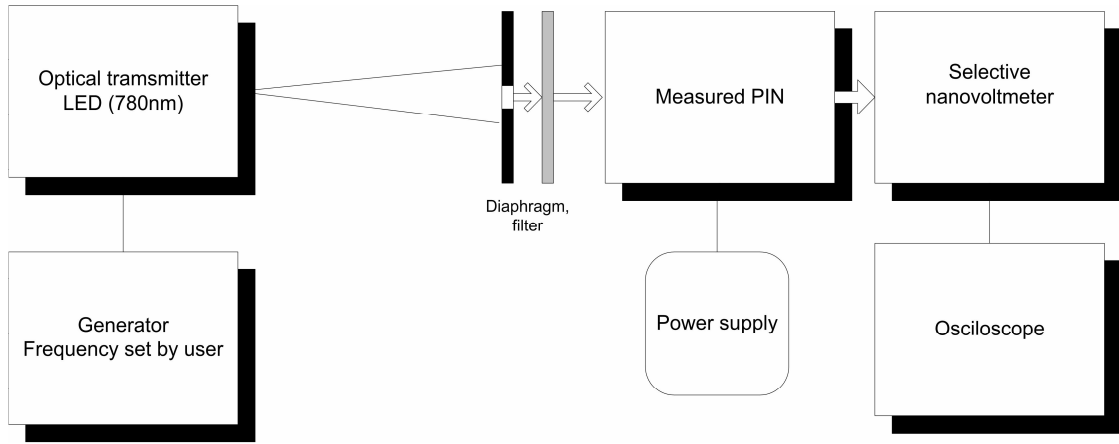 Optical tramsmitter
LED (780nm)
Diaphragm,
filter
Measured PIN
Selective
nanovoltmeter
Generator
Frequency set by user
Power supply
Osciloscope